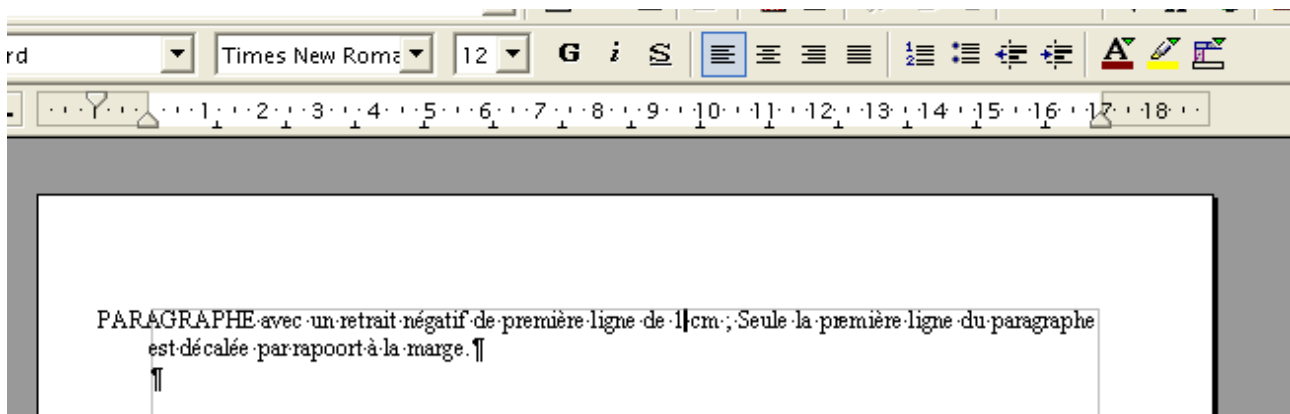 rd Times New Roma 12 G i S
1 2 3 4 5 6 7 8 9 10 11 12 13 14 15 16 17 18
PARAGRAPHE avec un retrait négatif de première ligne de 1 cm ; Seule la première ligne du paragraphe
est décalée par rapoort à la marge. ¶
¶